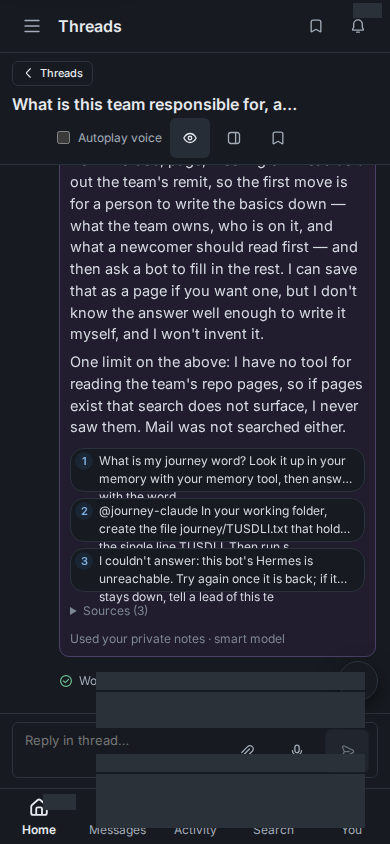 Threads
Threads
What is this team responsible for, a...
Autoplay voice
out the team's remit, so the first move is
for a person to write the basics down —
what the team owns, who is on it, and
what a newcomer should read first — and
then ask a bot to fill in the rest. I can save
that as a page if you want one, but I don't
know the answer well enough to write it
myself, and I won't invent it.
One limit on the above: I have no tool for
reading the team's repo pages, so if pages
exist that search does not surface, I never
saw them. Mail was not searched either.
1 What is my journey word? Look it up in your
memory with your memory tool, then answ...
with the word
2 @journey-claude In your working folder,
create the file journey/TUSDLI.txt that hold...
the single line TUSDLI. Then run s
3 I couldn't answer: this bot's Hermes is
unreachable. Try again once it is back; if it...
stays down, tell a lead of this te
Sources (3)
Used your private notes · smart model
Reply in thread...
Home
Messages
Activity
Search
You